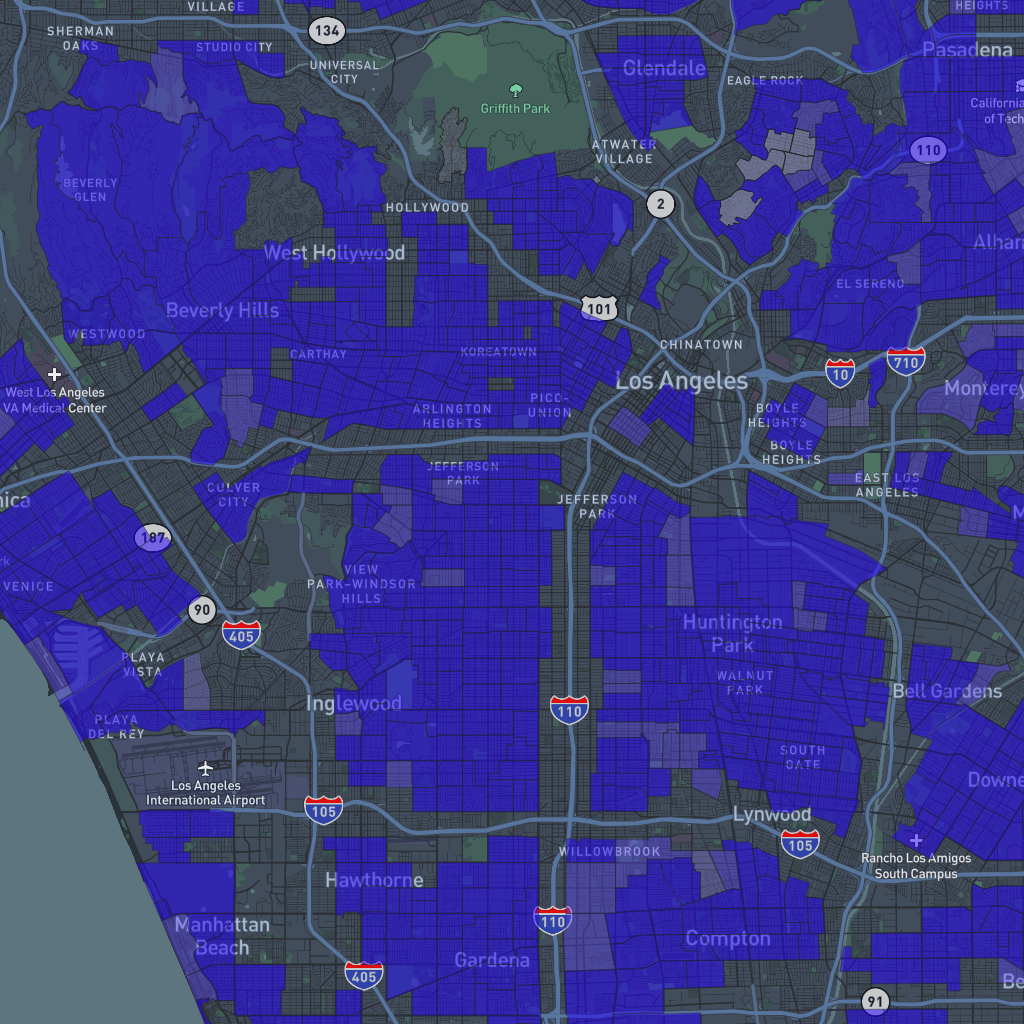 VILLAGE
HEIGHTS
134
SHERMAN
OAKS
STUDIO CITY
Pasadena
UNIVERSAL
CITY
Glendale
EAGLE ROCK
Griffith Park
California
of Tech
ATWATER
VILLAGE
110
BEVERLY
GLEN
HOLLYWOOD
2
West Hollywood
Alham
EL SERENO
Beverly Hills
101
WESTWOOD
CHINATOWN
CARTHAY
KOREATOWN
10
710
Los Angeles
West Los Angeles
VA Medical Center
Monterey
PICO-
UNION
ARLINGTON
HEIGHTS
BOYLE
HEIGHTS
BOYLE
HEIGHTS
JEFFERSON
PARK
EAST LOS
ANGELES
CULVER
CITY
nica
JEFFERSON
PARK
M
187
rk
VENICE
VIEW
PARK-WINDSOR
HILLS
90
405
Huntington
Park
PLAYA
VISTA
WALNUT
PARK
Bell Gardens
Inglewood
110
PLAYA
DEL REY
SOUTH
GATE
Downe
Los Angeles
International Airport
105
Lynwood
105
WILLOWBROOK
Rancho Los Amigos
South Campus
Hawthorne
110
Manhattan
Beach
Compton
Gardena
405
Be
91